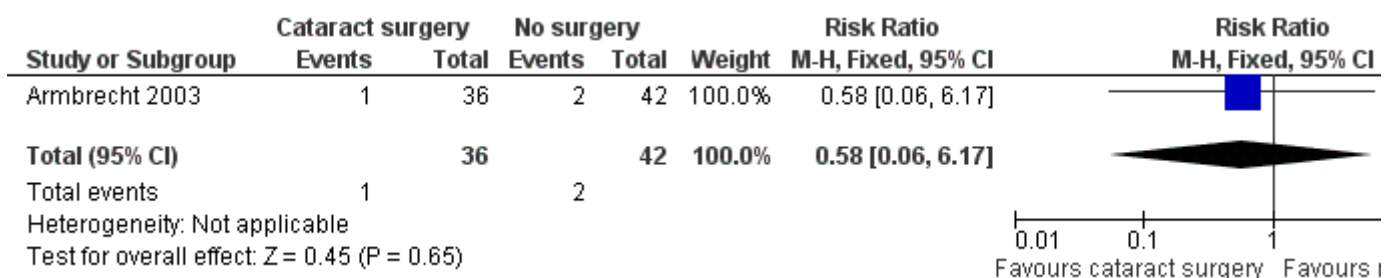 Cataract surgery No surgery Risk Ratio Risk Ratio
Study or Subgroup Events Total Events Total Weight M-H, Fixed, 95% CI M-H, Fixed, 95% CI
Armbrecht 2003 1 36 2 42 100.0% 0.58 [0.06, 6.17]
Total (95% CI) 36 42 100.0% 0.58 [0.06, 6.17]
Total events 1 2
Heterogeneity: Not applicable
Test for overall effect: Z = 0.45 (P = 0.65)
0.01 0.1 1
Favours cataract surgery Favours